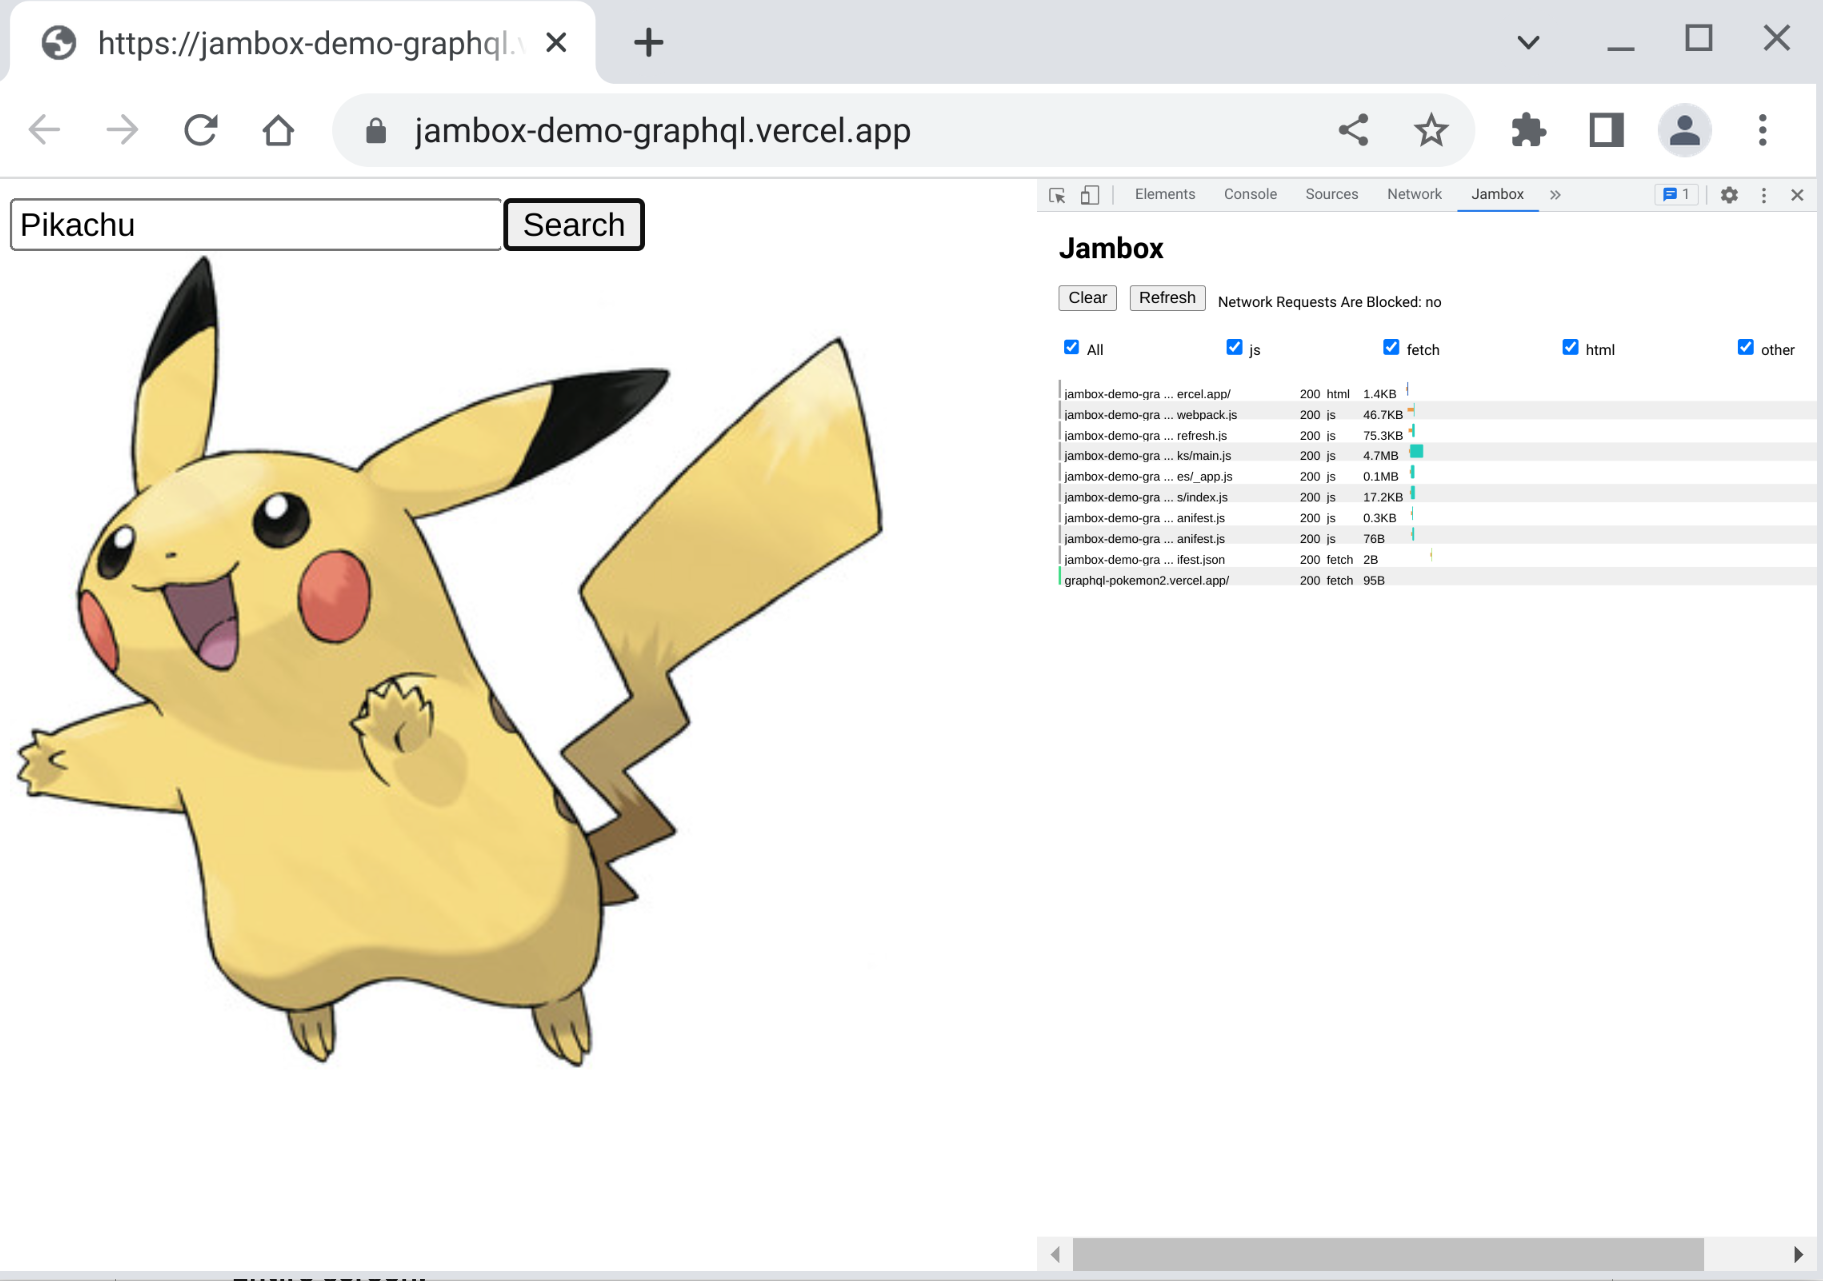 https://jambox-demo-graphql.
jambox-demo-graphql.vercel.app
Pikachu Search
Elements Console Sources Network Jambox » 1
Jambox
Clear Refresh Network Requests Are Blocked: no
All js fetch html other
jambox-demo-gra ... ercel.app/ 200 html 1.4KB
jambox-demo-gra ... webpack.js 200 js 46.7KB
jambox-demo-gra ... refresh.js 200 js 75.3KB
jambox-demo-gra ... ks/main.js 200 js 4.7MB
jambox-demo-gra ... es/_app.js 200 js 0.1MB
jambox-demo-gra ... s/index.js 200 js 17.2KB
jambox-demo-gra ... anifest.js 200 js 0.3KB
jambox-demo-gra ... anifest.js 200 js 76B
jambox-demo-gra ... ifest.json 200 fetch 2B
graphql-pokemon2.vercel.app/ 200 fetch 95B